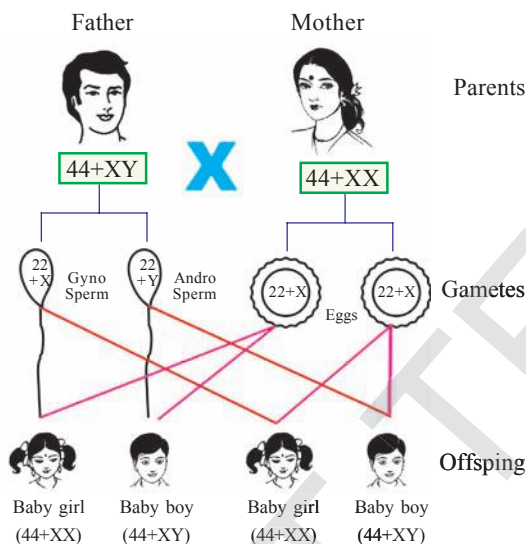 Father
Mother
Parents
44+XY
X
44+XX
22
+X
Gyno
Sperm
22
+Y
Andro
Sperm
22+X
Eggs
22+X
Gametes
Offsping
Baby girl
(44+XX)
Baby boy
(44+XY)
Baby girl
(44+XX)
Baby boy
(44+XY)